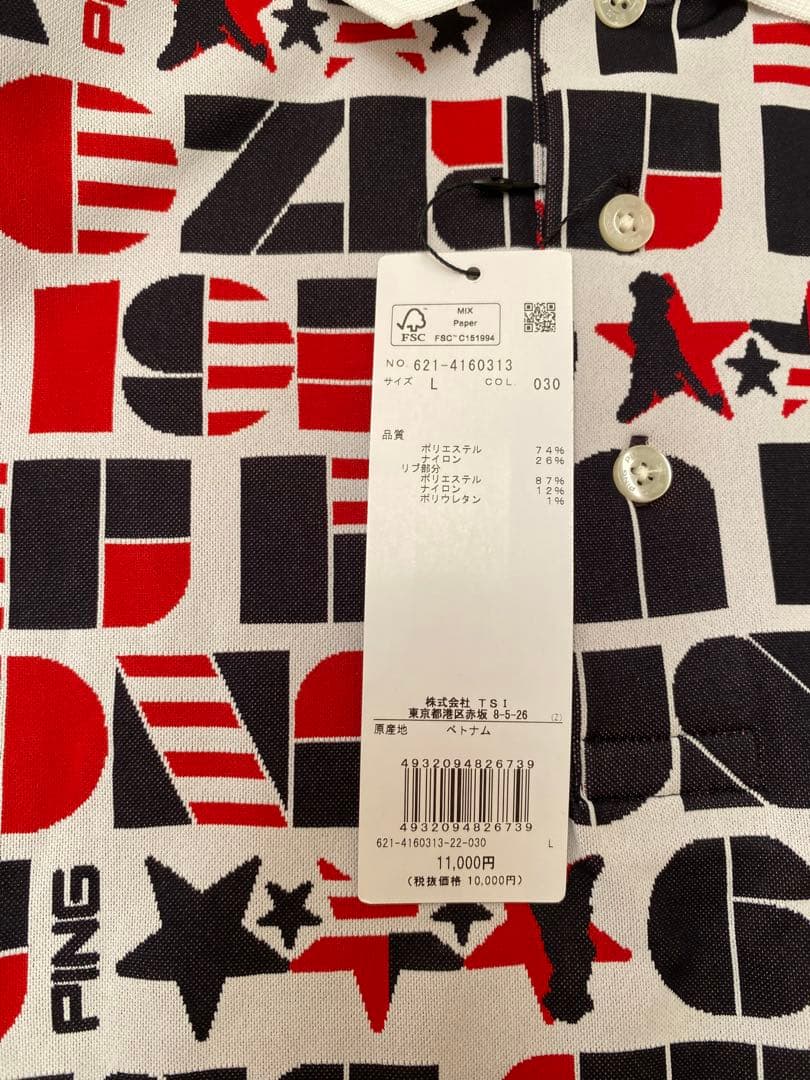 PING
MIX
Paper
FSC
FSC™ C151994
NO. 621-4160313
サイズ L COL. 030
品質
ポリエステル 74%
ナイロン 26%
リブ部分
ポリエステル 87%
ナイロン 12%
ポリウレタン 1%
株式会社 TSI
東京都港区赤坂 8-5-26 (Z)
原産地 ベトナム
4932094826739
4932094826739
621-4160313-22-030 L
11,000円
(税抜価格 10,000円)